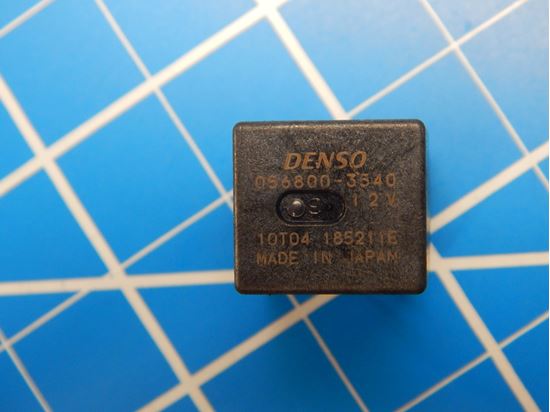 DENSO
056800-3540
12V
10T04 185211E
MADE IN JAPAN